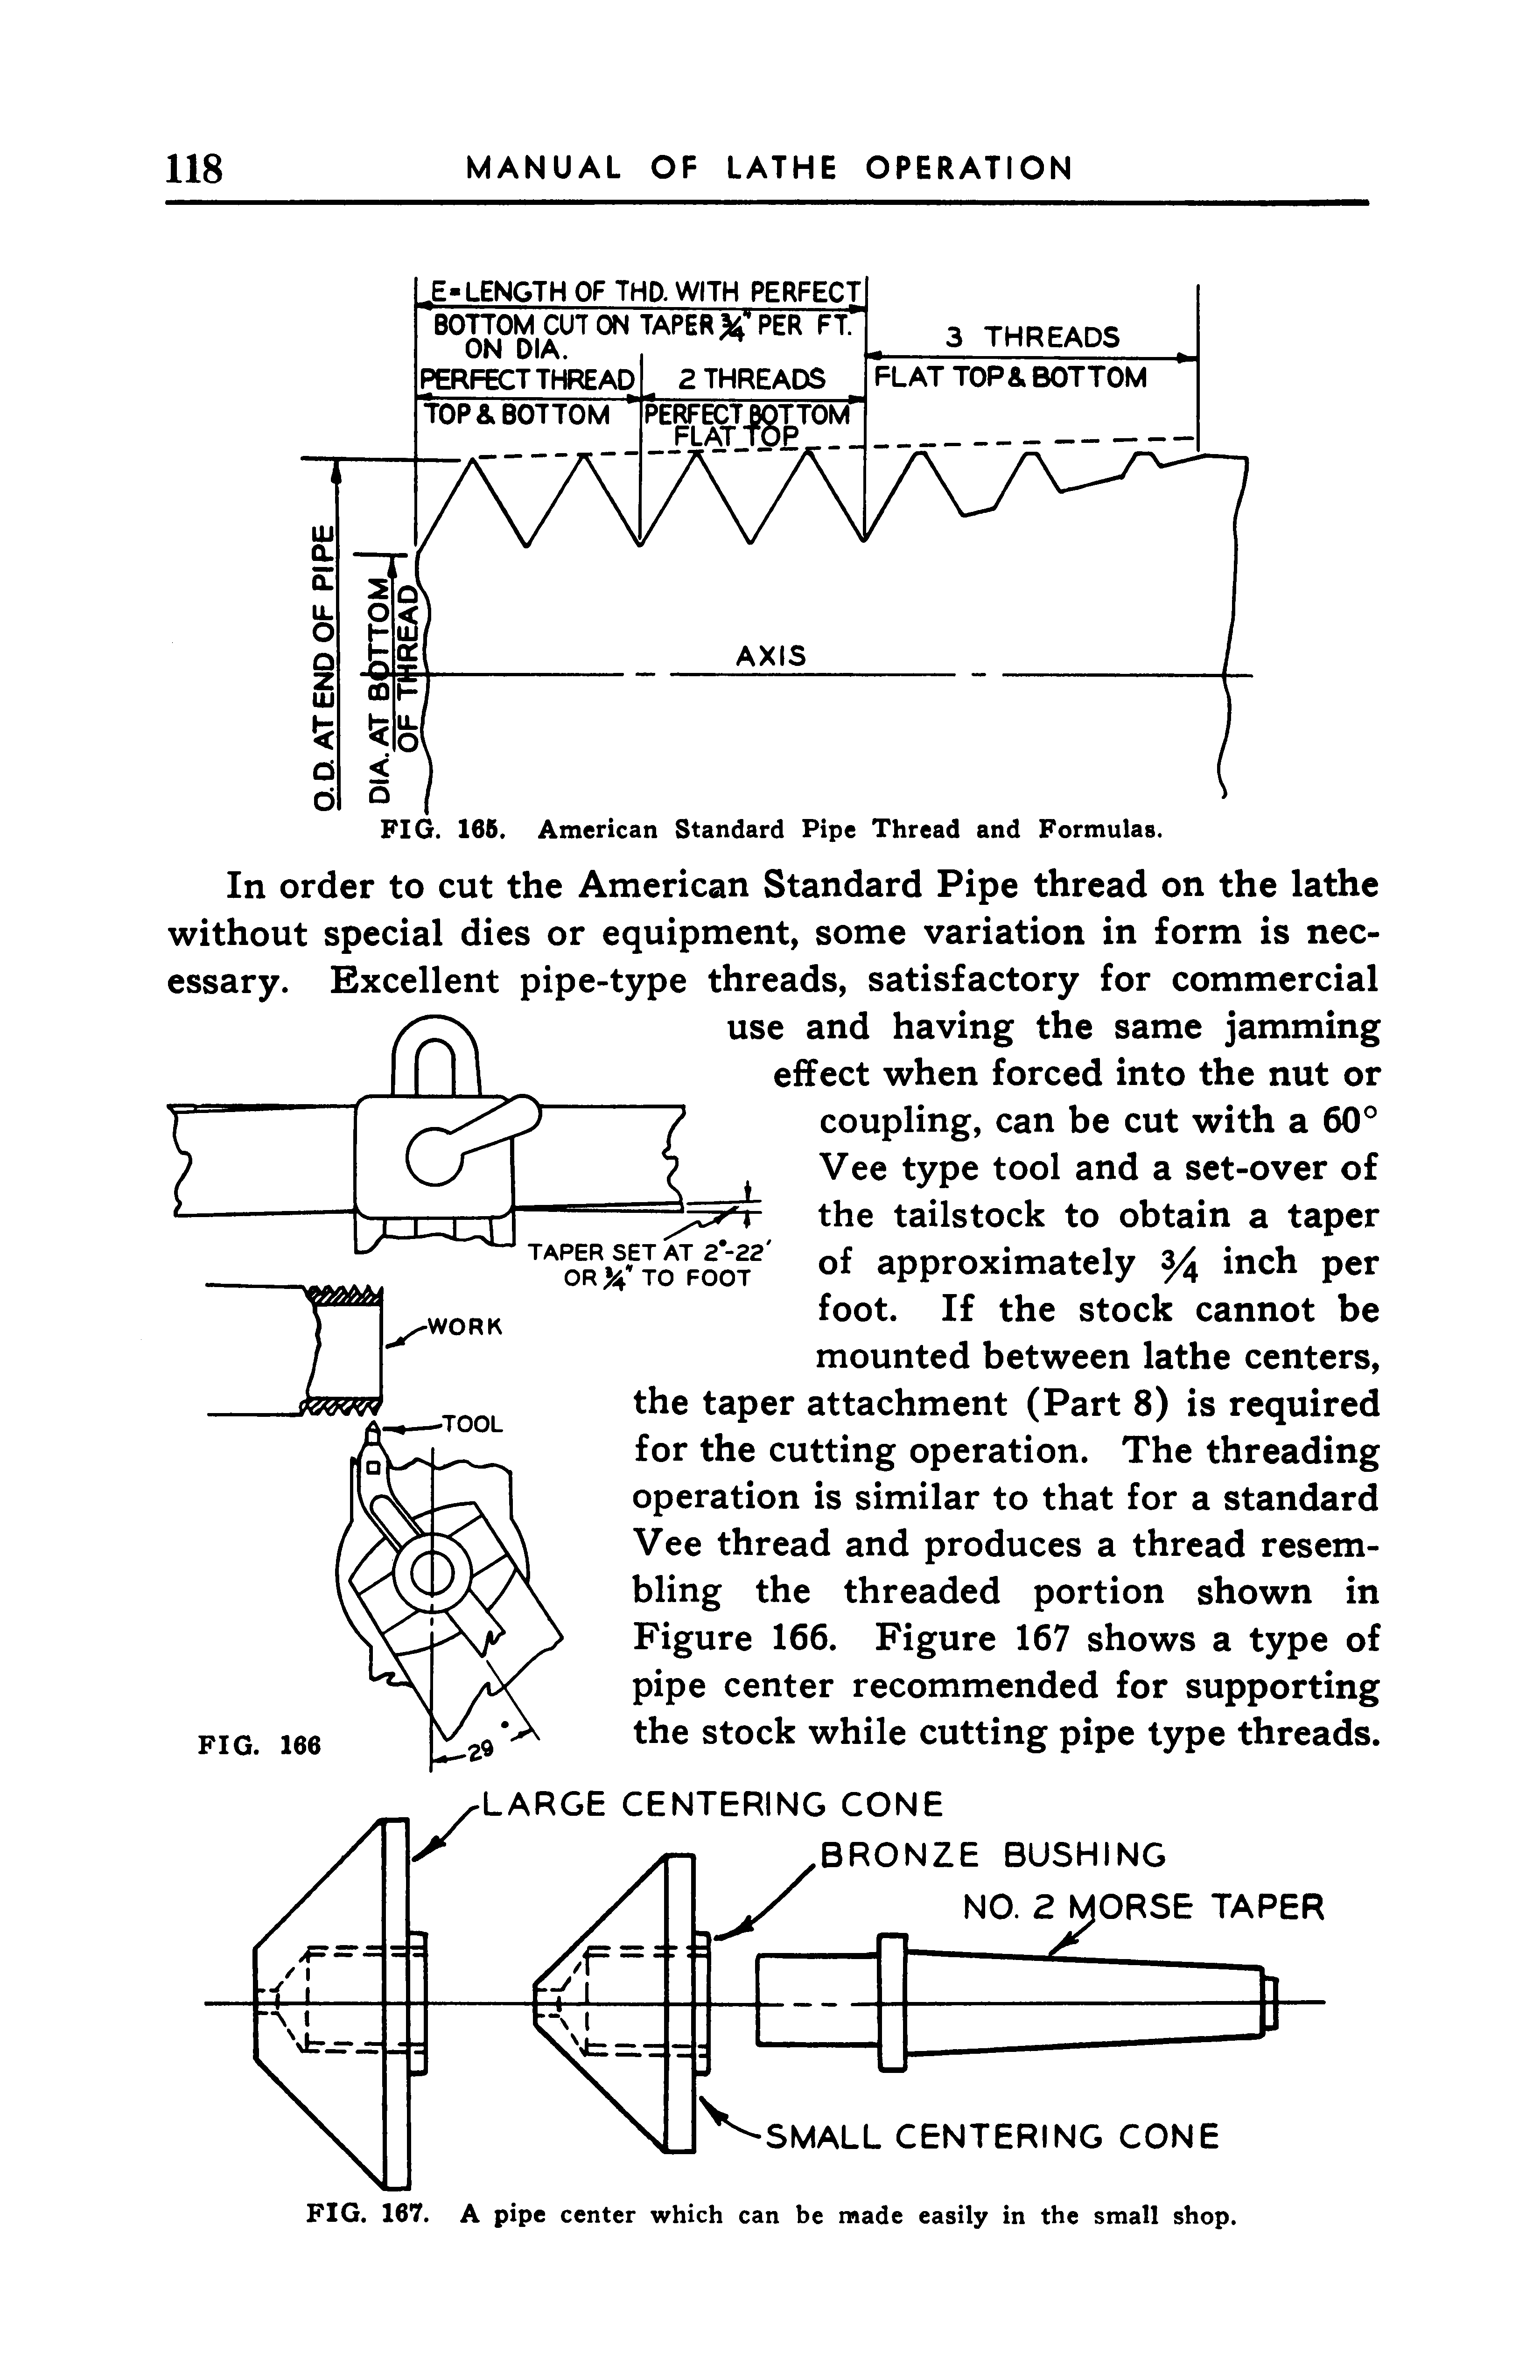 118 MANUAL OF LATHE OPERATION
E=LENGTH OF THD. WITH PERFECT
BOTTOM CUT ON TAPER ¾" PER FT.
ON DIA.
3 THREADS
PERFECT THREAD
2 THREADS
FLAT TOP & BOTTOM
TOP & BOTTOM
PERFECT BOTTOM
FLAT TOP
O.D. AT END OF PIPE
DIA. AT BOTTOM
OF THREAD
AXIS
FIG. 165. American Standard Pipe Thread and Formulas.
In order to cut the American Standard Pipe thread on the lathe
without special dies or equipment, some variation in form is nec-
essary. Excellent pipe-type threads, satisfactory for commercial
use and having the same jamming
effect when forced into the nut or
coupling, can be cut with a 60°
Vee type tool and a set-over of
the tailstock to obtain a taper
of approximately ¾ inch per
foot. If the stock cannot be
mounted between lathe centers,
the taper attachment (Part 8) is required
for the cutting operation. The threading
operation is similar to that for a standard
Vee thread and produces a thread resem-
bling the threaded portion shown in
Figure 166. Figure 167 shows a type of
pipe center recommended for supporting
the stock while cutting pipe type threads.
TAPER SET AT 2°-22'
OR ¾" TO FOOT
WORK
TOOL
29°
FIG. 166
LARGE CENTERING CONE
BRONZE BUSHING
NO. 2 MORSE TAPER
SMALL CENTERING CONE
FIG. 167. A pipe center which can be made easily in the small shop.